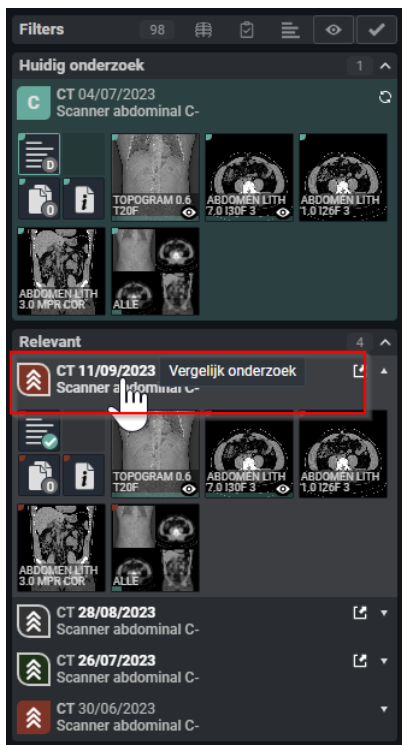 Filters 98
Huidig onderzoek 1
C CT 04/07/2023
Scanner abdominal C-
D
0
TOPOGRAM 0.6
T20F
ABDOMEN LITH
7.0 I30F 3
ABDOMEN LITH
1.0 I26F 3
ABDOMEN LITH
3.0 MPR COR
ALLE
Relevant 4
CT 11/09/2023 Vergelijk onderzoek
Scanner abdominal C-
0
TOPOGRAM 0.6
T20F
ABDOMEN LITH
7.0 I30F 3
ABDOMEN LITH
1.0 I26F 3
ABDOMEN LITH
3.0 MPR COR
ALLE
CT 28/08/2023
Scanner abdominal C-
CT 26/07/2023
Scanner abdominal C-
CT 30/06/2023
Scanner abdominal C-